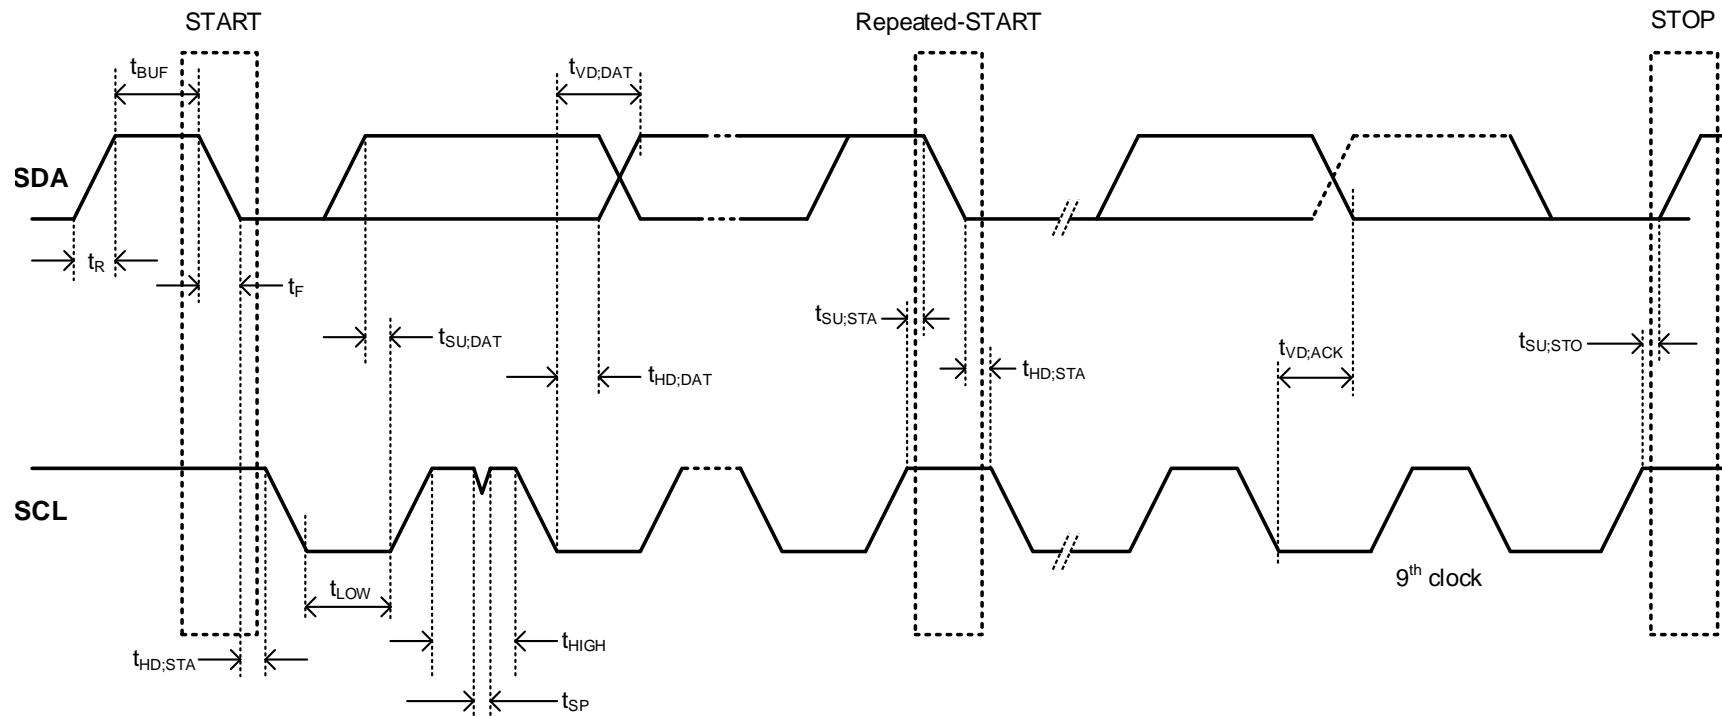 START
Repeated-START
STOP
tBUF
tVD;DAT
SDA
tR
tF
tSU;DAT
tHD;DAT
tSU;STA
tHD;STA
tVD;ACK
tSU;STO
SCL
9th clock
tLOW
tHIGH
tHD;STA
tSP